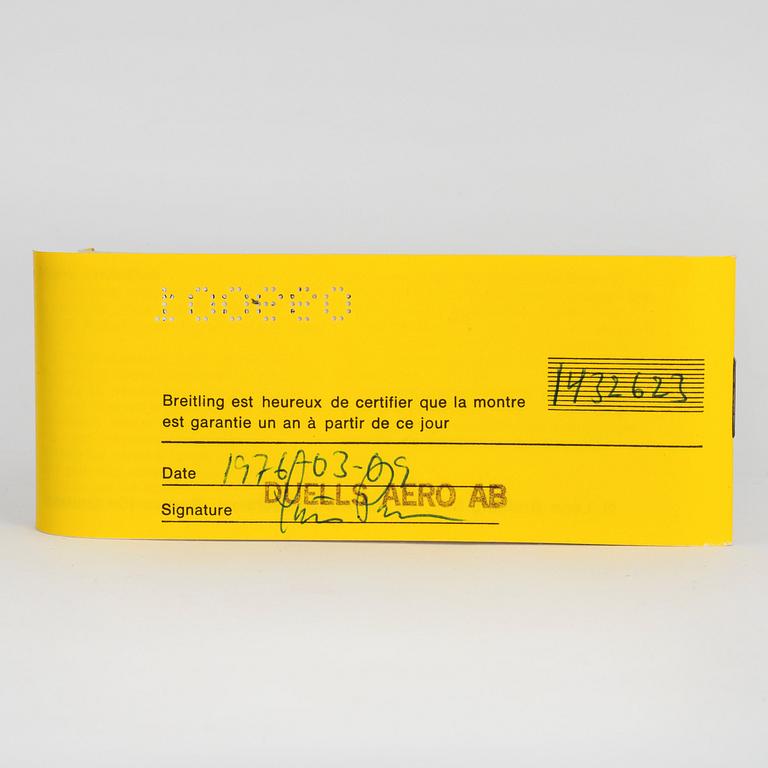 1432623
Breitling est heureux de certifier que la montre
est garantie un an à partir de ce jour
Date 1976-03-09
DUELLS AERO AB
Signature